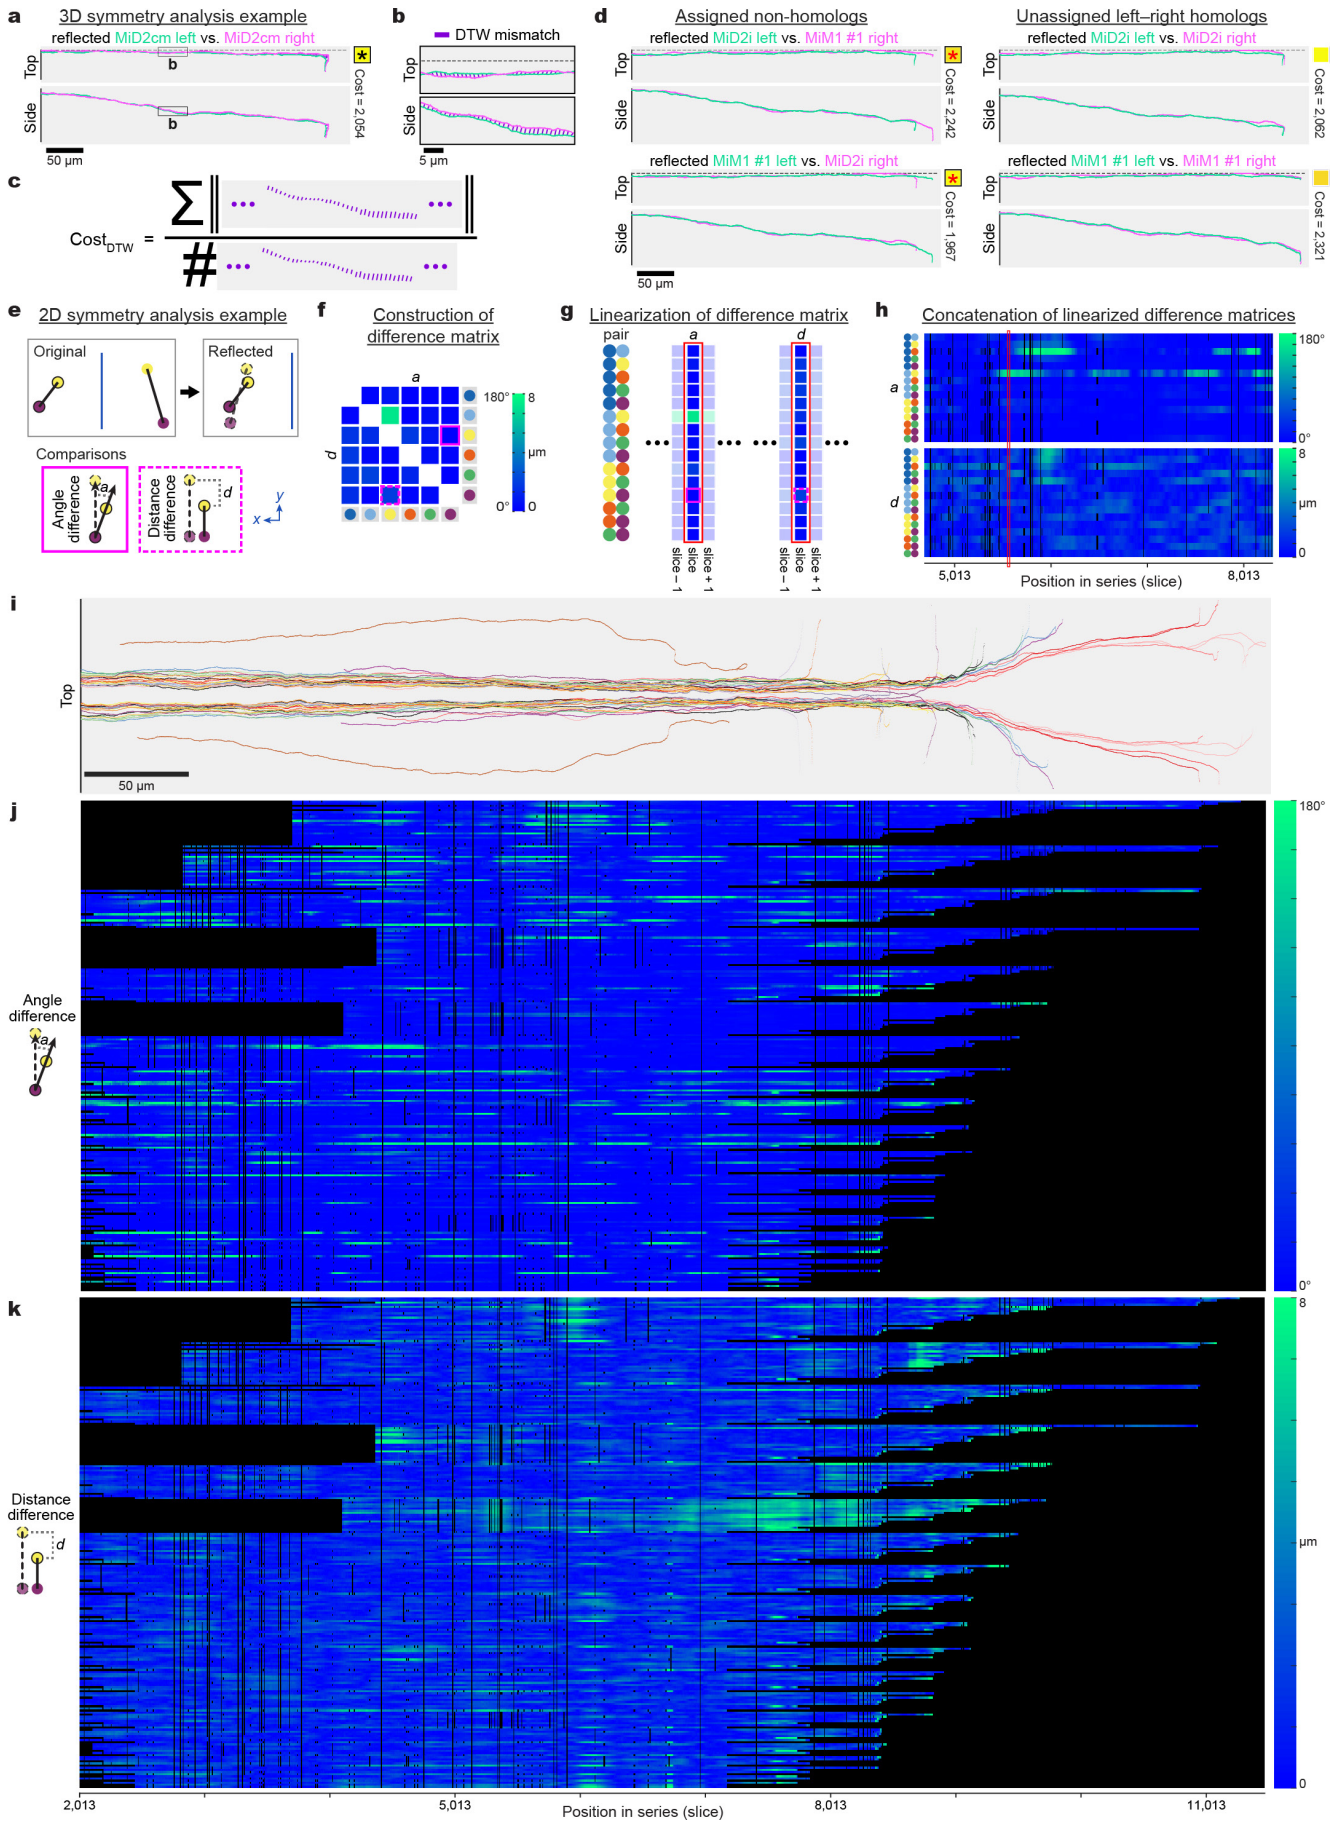 a
3D symmetry analysis example
reflected MiD2cm left vs. MiD2cm right
Top
b
Side
b
50 µm
*
Cost = 2,054
b
DTW mismatch
Top
Side
5 µm
c
Cost DTW = Σ || ••• ••• ||
# ••• •••
d
Assigned non-homologs
reflected MiD2i left vs. MiM1 #1 right
Top
Side
*
Cost = 2,242
reflected MiM1 #1 left vs. MiD2i right
Top
Side
*
Cost = 1,967
50 µm
Unassigned left–right homologs
reflected MiD2i left vs. MiD2i right
Top
Side
Cost = 2,062
reflected MiM1 #1 left vs. MiM1 #1 right
Top
Side
Cost = 2,321
e
2D symmetry analysis example
Original
Reflected
Comparisons
Angle
difference
a
Distance
difference
d
y
x
f
Construction of
difference matrix
a
d
180°
8
µm
0°
0
g
Linearization of difference matrix
pair
a
d
•••
•••
•••
•••
slice – 1
slice
slice + 1
slice – 1
slice
slice + 1
h
Concatenation of linearized difference matrices
a
180°
0°
d
8
µm
0
5,013
8,013
Position in series (slice)
i
Top
50 µm
j
Angle
difference
a
180°
0°
k
Distance
difference
d
8
µm
0
2,013
5,013
8,013
11,013
Position in series (slice)